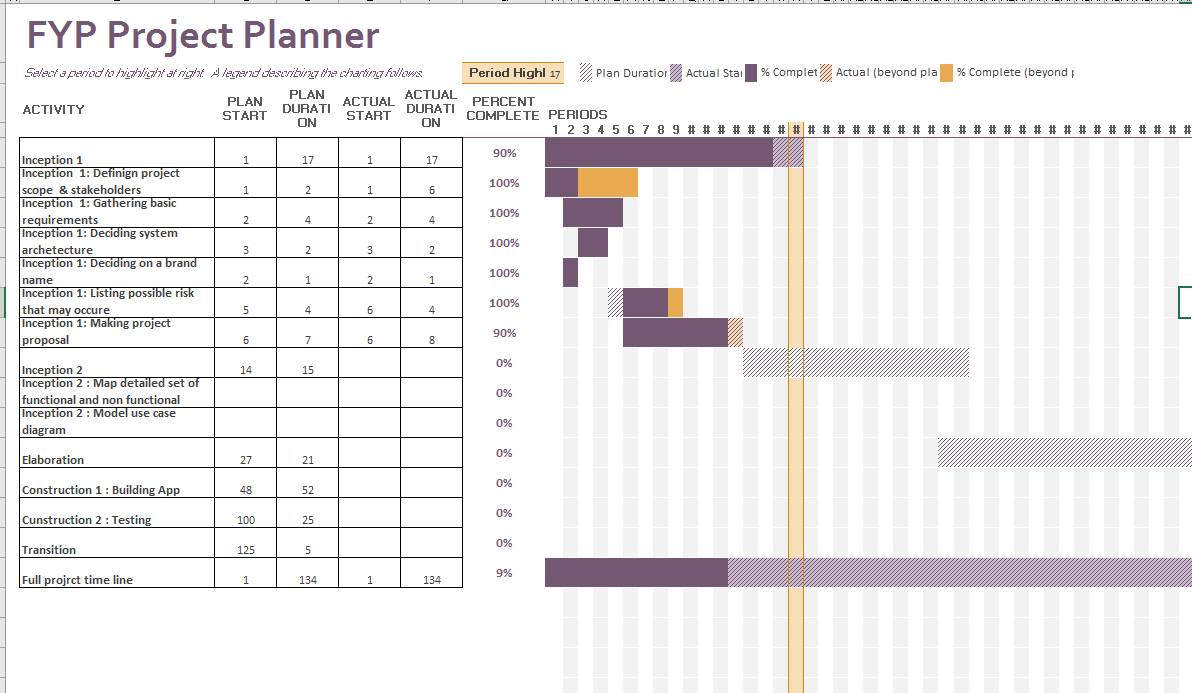 FYP Project Planner
Select a period to highlight at right. A legend describing the charting follows.
Period Highl 17
Plan Duration
Actual Star
% Complet
Actual (beyond pla
% Complete (beyond p
ACTIVITY PLAN START PLAN DURATI ON ACTUAL START ACTUAL DURATI ON PERCENT COMPLETE PERIODS
1 2 3 4 5 6 7 8 9 # # # # # # # # # # # # # # # # # # # # # # # # # # # # # # # # # #
Inception 1 1 17 1 17 90%
Inception 1: Definign project
scope & stakeholders 1 2 1 6 100%
Inception 1: Gathering basic
requirements 2 4 2 4 100%
Inception 1: Deciding system
archetecture 3 2 3 2 100%
Inception 1: Deciding on a brand
name 2 1 2 1 100%
Inception 1: Listing possible risk
that may occure 5 4 6 4 100%
Inception 1: Making project
proposal 6 7 6 8 90%
Inception 2 14 15 0%
Inception 2 : Map detailed set of
functional and non functional 0%
Inception 2 : Model use case
diagram 0%
Elaboration 27 21 0%
Construction 1 : Building App 48 52 0%
Cunstruction 2 : Testing 100 25 0%
Transition 125 5 0%
Full projrct time line 1 134 1 134 9%